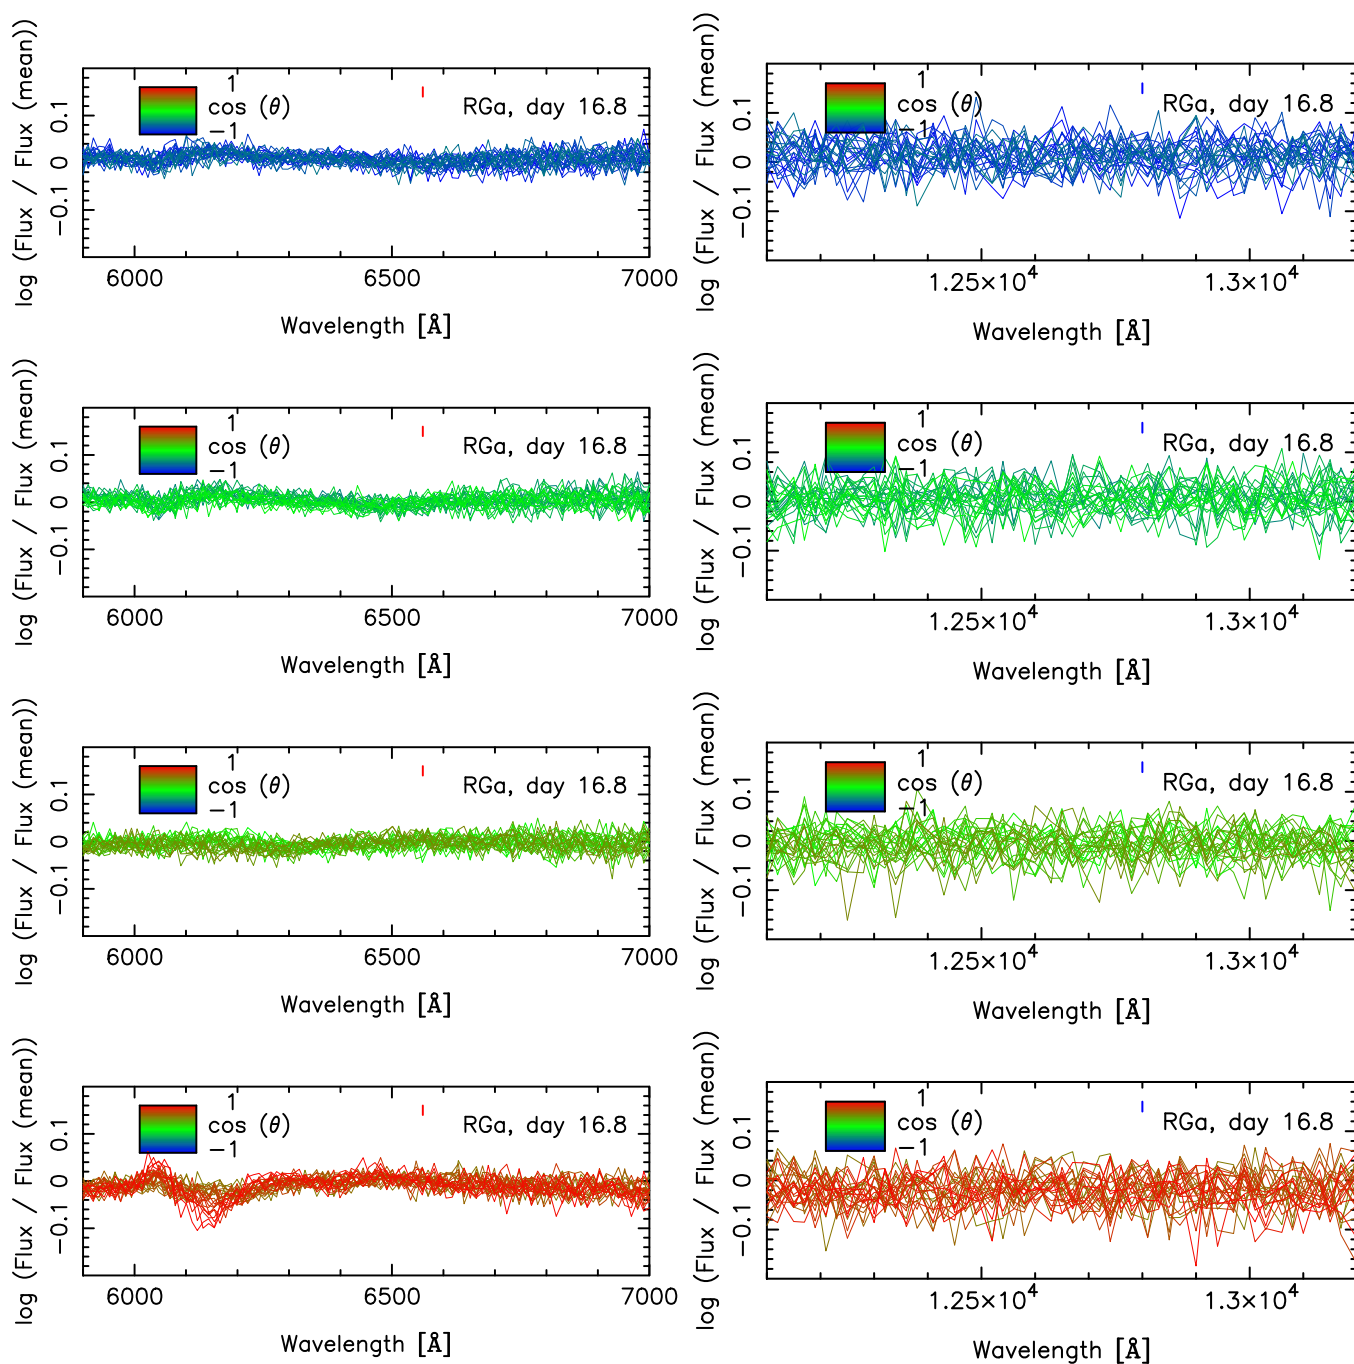 log (Flux / Flux (mean))
0.1
0
−0.1
1
cos (θ)
−1
RGa, day 16.8
6000
6500
7000
Wavelength [Å]
log (Flux / Flux (mean))
0.1
0
−0.1
1
cos (θ)
−1
RGa, day 16.8
1.25×10⁴
1.3×10⁴
Wavelength [Å]
log (Flux / Flux (mean))
0.1
0
−0.1
1
cos (θ)
−1
RGa, day 16.8
6000
6500
7000
Wavelength [Å]
log (Flux / Flux (mean))
0.1
0
−0.1
1
cos (θ)
−1
RGa, day 16.8
1.25×10⁴
1.3×10⁴
Wavelength [Å]
log (Flux / Flux (mean))
0.1
0
−0.1
1
cos (θ)
−1
RGa, day 16.8
6000
6500
7000
Wavelength [Å]
log (Flux / Flux (mean))
0.1
0
−0.1
1
cos (θ)
−1
RGa, day 16.8
1.25×10⁴
1.3×10⁴
Wavelength [Å]
log (Flux / Flux (mean))
0.1
0
−0.1
1
cos (θ)
−1
RGa, day 16.8
6000
6500
7000
Wavelength [Å]
log (Flux / Flux (mean))
0.1
0
−0.1
1
cos (θ)
−1
RGa, day 16.8
1.25×10⁴
1.3×10⁴
Wavelength [Å]